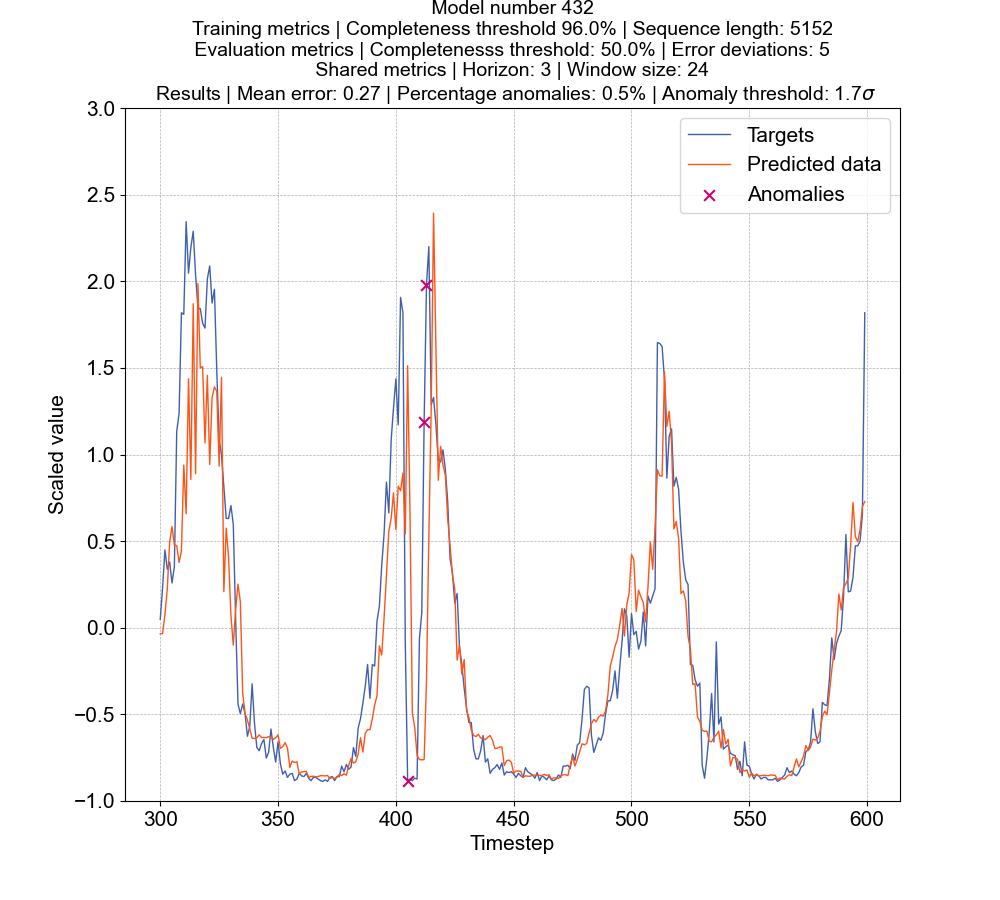 Model number 432
Training metrics | Completeness threshold 96.0% | Sequence length: 5152
Evaluation metrics | Completenesss threshold: 50.0% | Error deviations: 5
Shared metrics | Horizon: 3 | Window size: 24
Results | Mean error: 0.27 | Percentage anomalies: 0.5% | Anomaly threshold: 1.7σ
3.0
2.5
2.0
1.5
1.0
0.5
0.0
−0.5
−1.0
Scaled value
Targets
Predicted data
Anomalies
300 350 400 450 500 550 600
Timestep